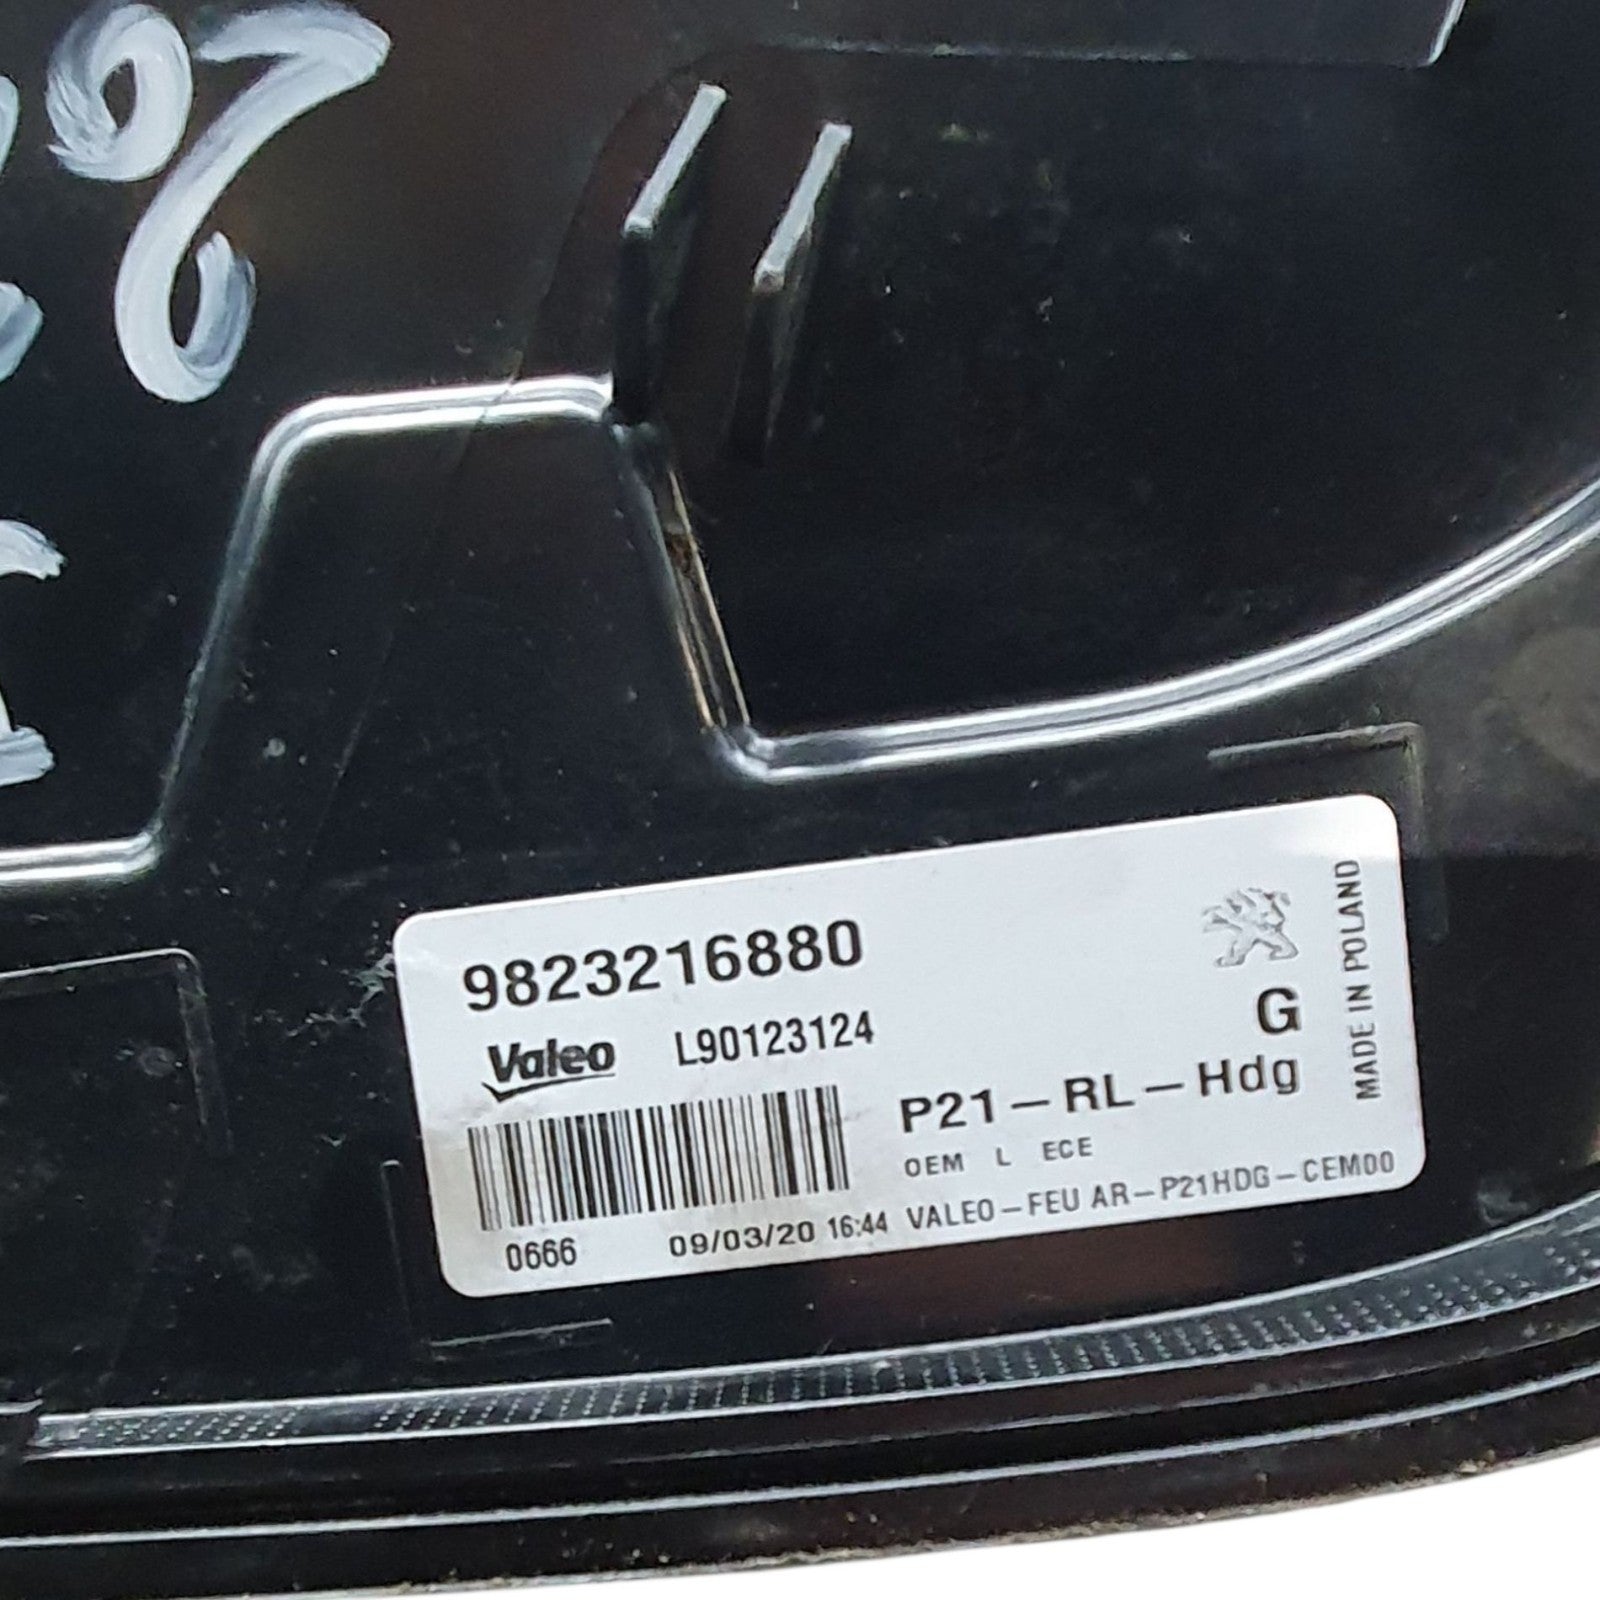 9823216880
Valeo L90123124
G
P21-RL-Hdg
OEM L ECE
0666 09/03/20 16:44 VALEO-FEU AR-P21HDG-CEM00
MADE IN POLAND